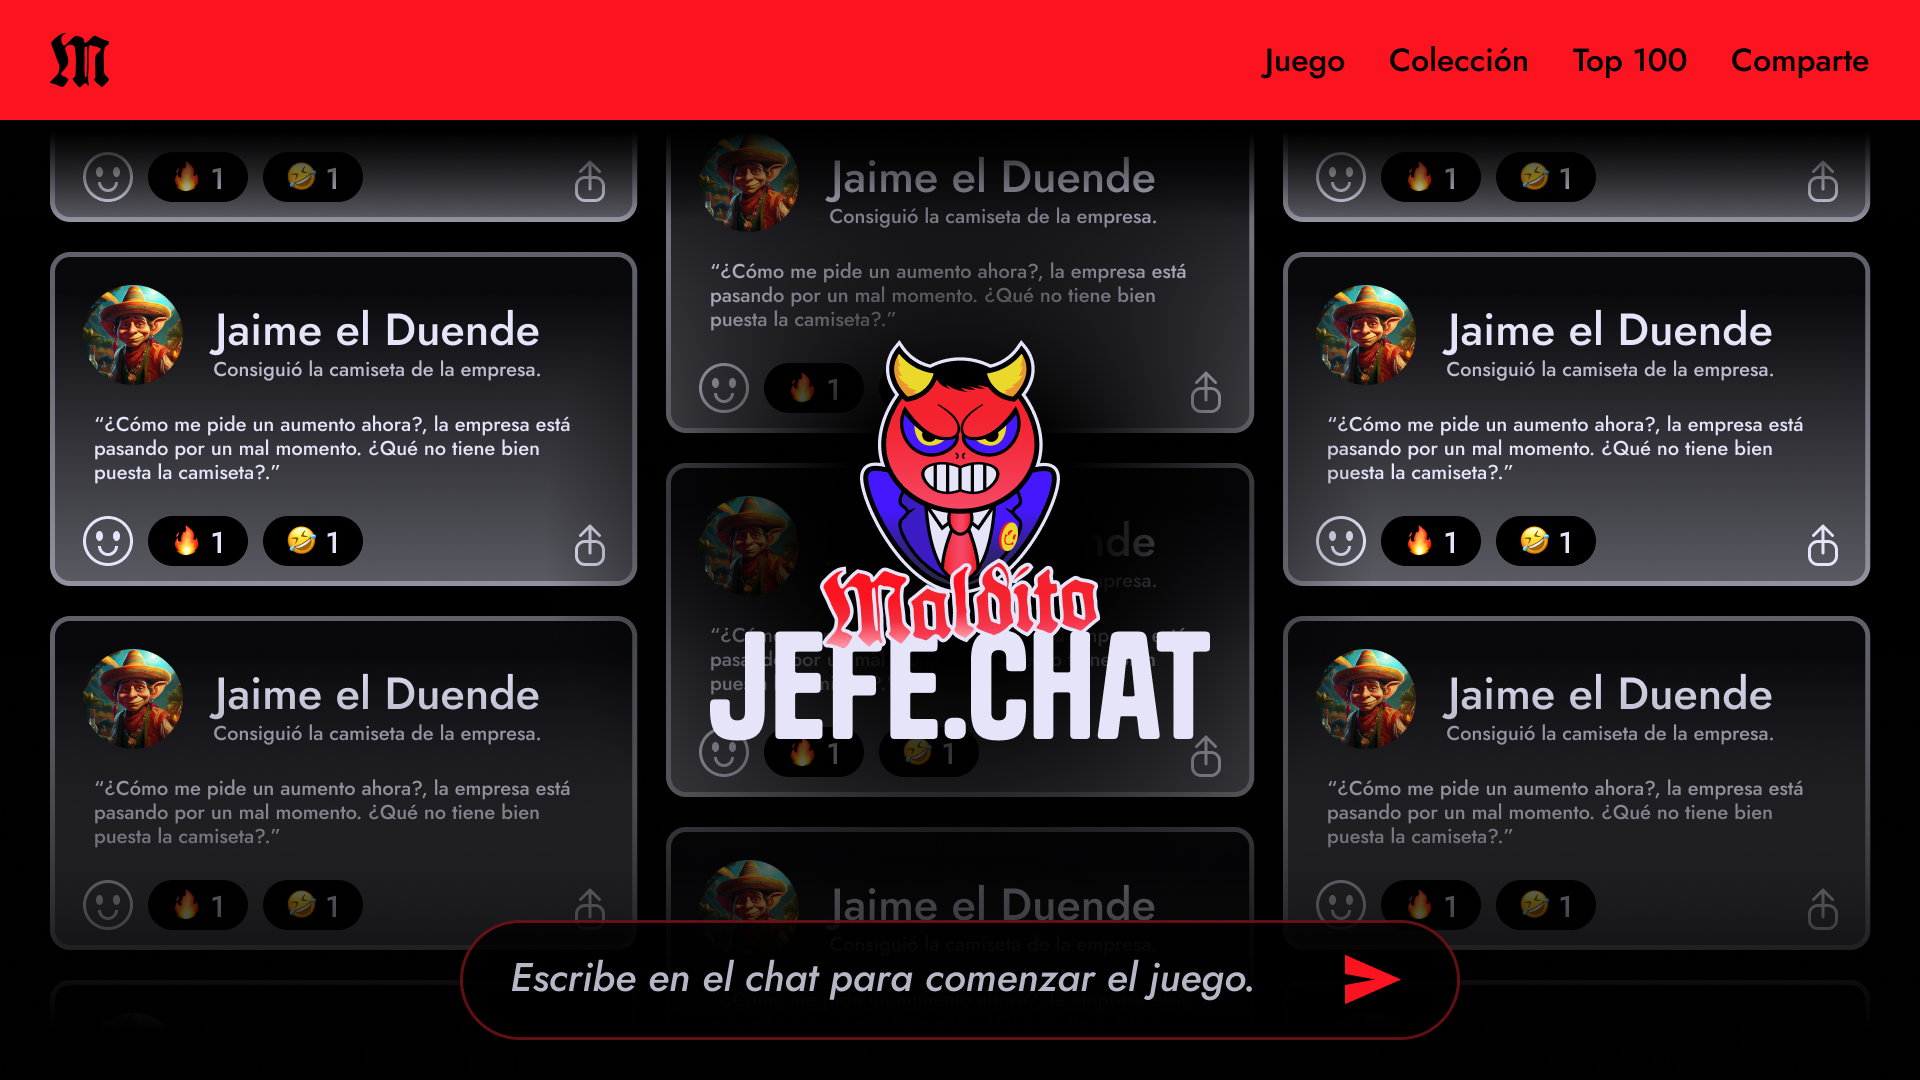 M
Juego Colección Top 100 Comparte
1 1
Jaime el Duende
Consiguió la camiseta de la empresa.
“¿Cómo me pide un aumento ahora?, la empresa está
pasando por un mal momento. ¿Qué no tiene bien
puesta la camiseta?.”
1 1
Jaime el Duende
Consiguió la camiseta de la empresa.
“¿Cómo me pide un aumento ahora?, la empresa está
pasando por un mal momento. ¿Qué no tiene bien
puesta la camiseta?.”
1 1
Jaime el Duende
Consiguió la camiseta de la empresa.
“¿Cómo me pide un aumento ahora?, la empresa está
pasando por un mal momento. ¿Qué no tiene bien
puesta la camiseta?.”
1
Maldito
JEFE.CHAT
1 1
Jaime el Duende
Consiguió la camiseta de la empresa.
1 1
Jaime el Duende
Consiguió la camiseta de la empresa.
“¿Cómo me pide un aumento ahora?, la empresa está
pasando por un mal momento. ¿Qué no tiene bien
puesta la camiseta?.”
1 1
Jaime el Duende
Consiguió la camiseta de la empresa.
“¿Cómo me pide un aumento ahora?, la empresa está
pasando por un mal momento. ¿Qué no tiene bien
puesta la camiseta?.”
1 1
Escribe en el chat para comenzar el juego.